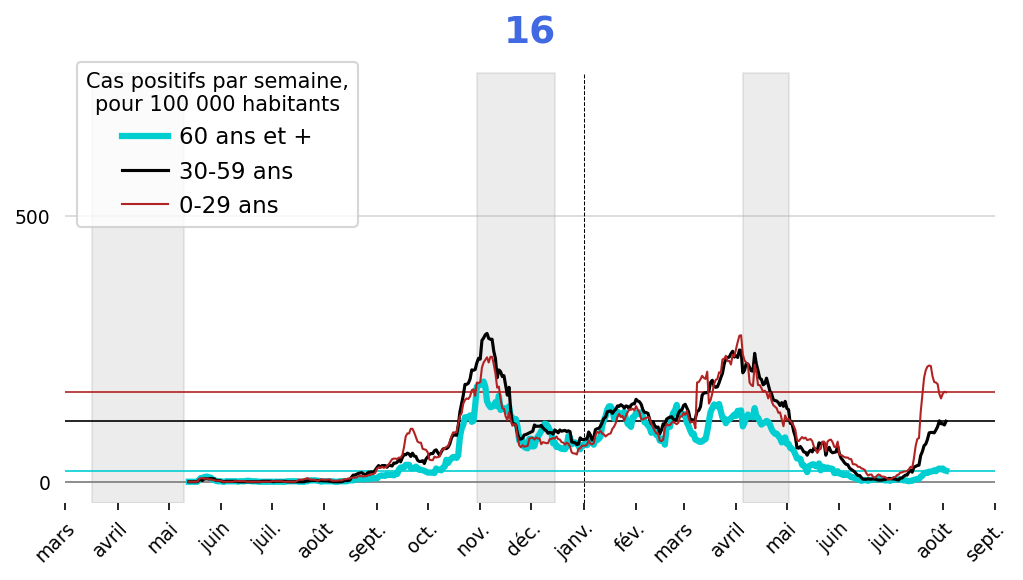 16
Cas positifs par semaine,
pour 100 000 habitants
60 ans et +
30-59 ans
0-29 ans
500
0
mars avril mai juin juil. août sept. oct. nov. déc. janv. fév. mars avril mai juin juil. août sept.